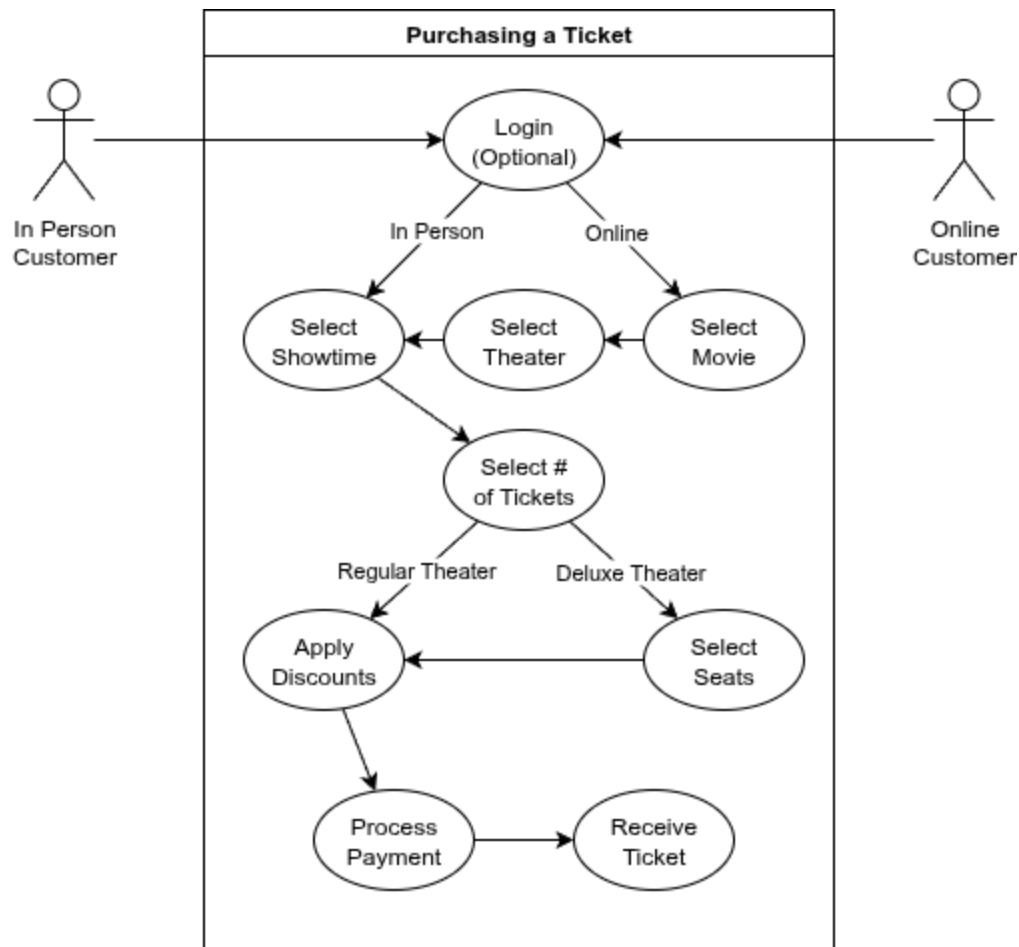 Purchasing a Ticket
Login
(Optional)
In Person
Customer
Online
Customer
In Person
Online
Select
Showtime
Select
Theater
Select
Movie
Select #
of Tickets
Regular Theater
Deluxe Theater
Apply
Discounts
Select
Seats
Process
Payment
Receive
Ticket